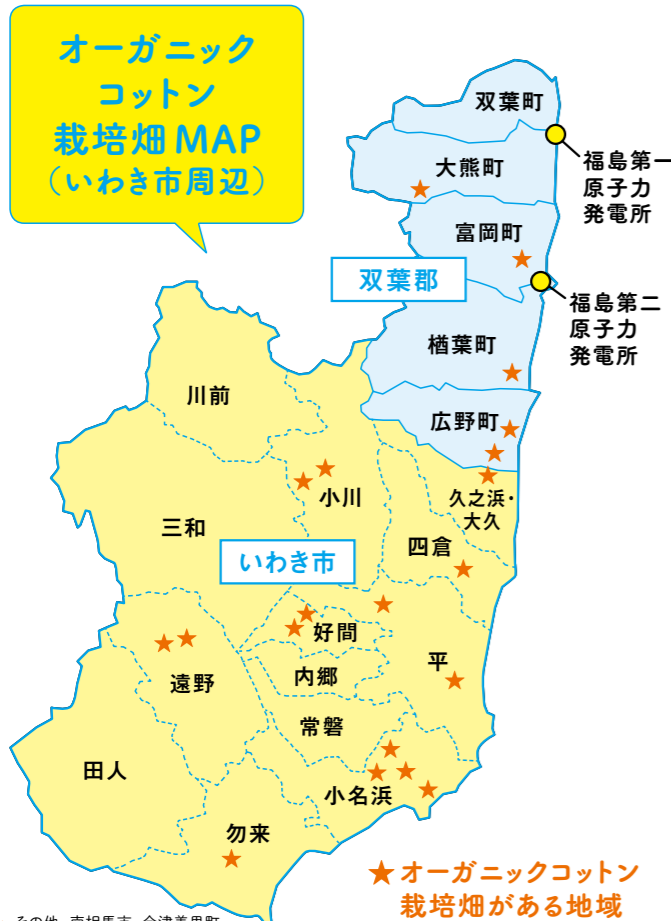 オーガニック
コットン
栽培畑MAP
（いわき市周辺）
双葉町
大熊町
福島第一
原子力
発電所
富岡町
双葉郡
福島第二
原子力
発電所
楢葉町
川前
広野町
小川
久之浜・
大久
三和
四倉
いわき市
好間
平
内郷
遠野
常磐
田人
小名浜
勿来
★オーガニックコットン
栽培畑がある地域